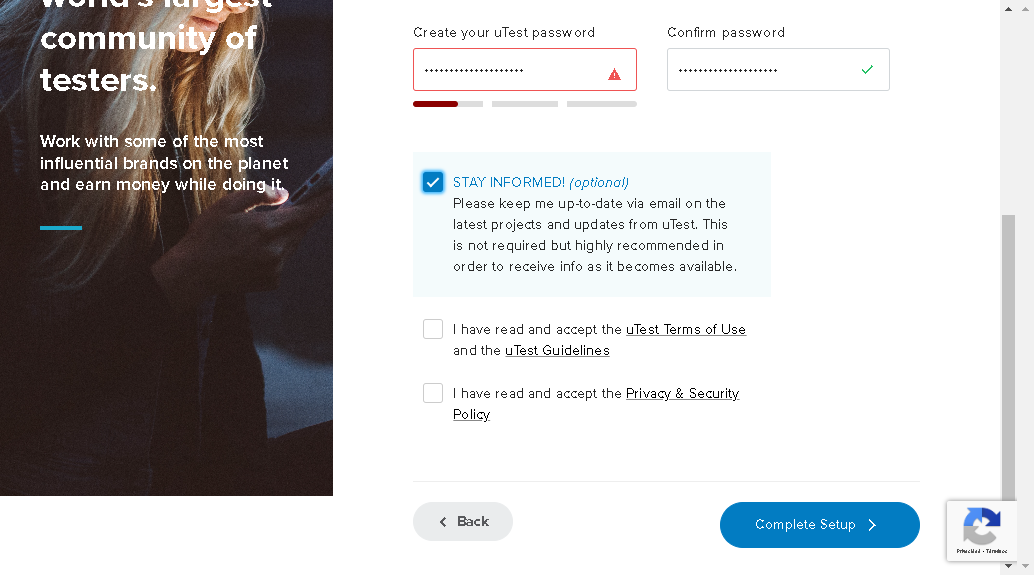 world's largest
community of
testers.
Work with some of the most
influential brands on the planet
and earn money while doing it.
Create your uTest password
Confirm password
STAY INFORMED! (optional)
Please keep me up-to-date via email on the
latest projects and updates from uTest. This
is not required but highly recommended in
order to receive info as it becomes available.
I have read and accept the uTest Terms of Use
and the uTest Guidelines
I have read and accept the Privacy & Security
Policy
Back
Complete Setup